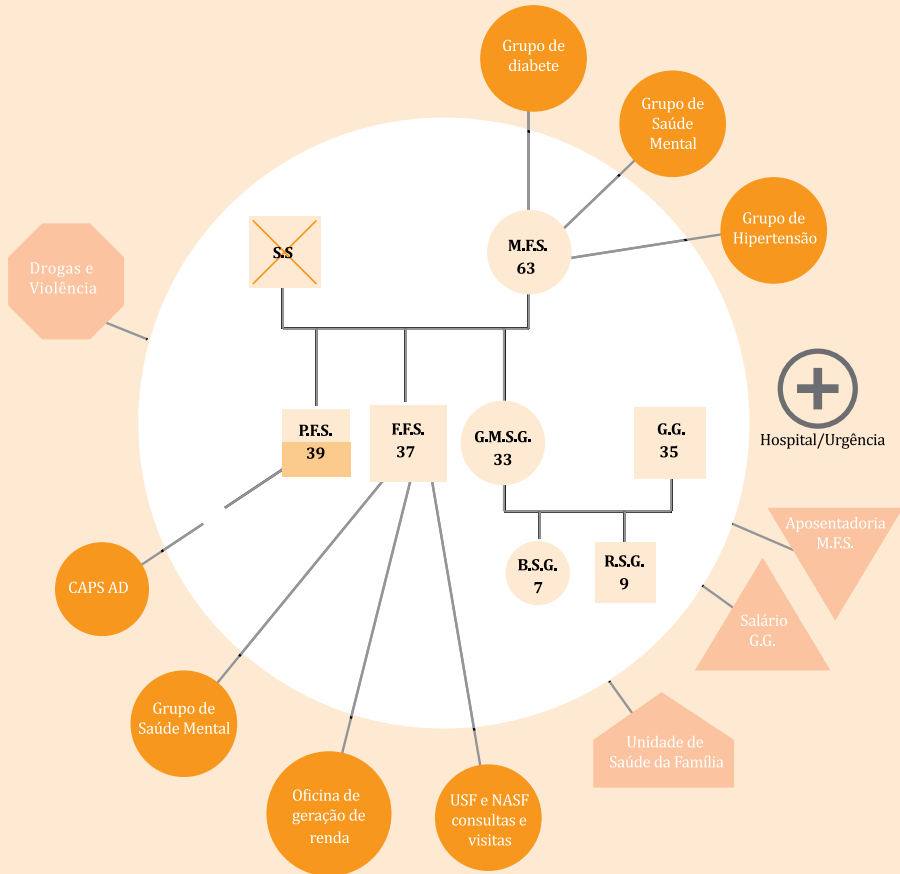 Grupo de
diabete
Grupo de
Saúde
Mental
Grupo de
Hipertensão
S.S
M.F.S.
63
Drogas e
Violência
Hospital/Urgência
P.F.S.
39
F.F.S.
37
G.M.S.G.
33
G.G.
35
B.S.G.
7
R.S.G.
9
Aposentadoria
M.F.S.
Salário
G.G.
CAPS AD
Grupo de
Saúde Mental
Unidade de
Saúde da Família
Oficina de
geração de
renda
USF e NASF
consultas e
visitas